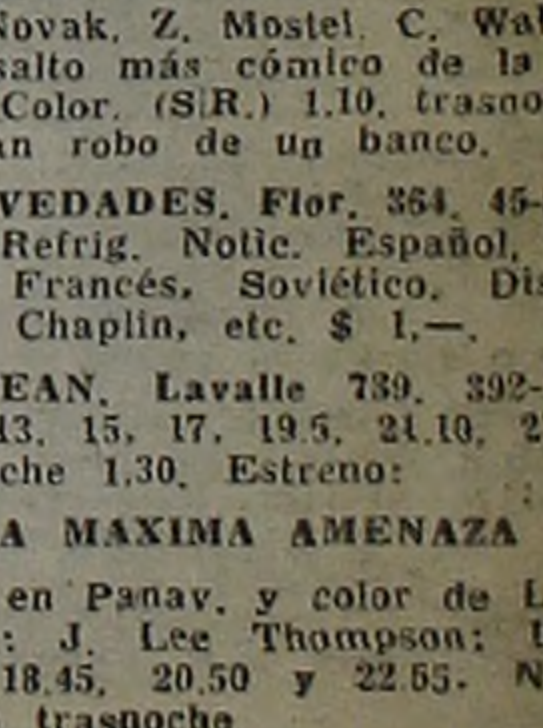 Novak. Z. Mostel. C. Wal
salto más cómico de la
Color. (S.R.) 1.10. trasno
an robo de un banco.
VEDADES. Flor. 364. 45-
Refrig. Notic. Español,
Francés. Soviético. Dis
Chaplin, etc. $ 1,—.
EAN. Lavalle 739. 392-
13. 15, 17. 19.5, 21.10, 2
che 1.30. Estreno:
A MAXIMA AMENAZA
en Panav. y color de L
: J. Lee Thompson:
18.45, 20.50 y 22.55. N
trasnoche